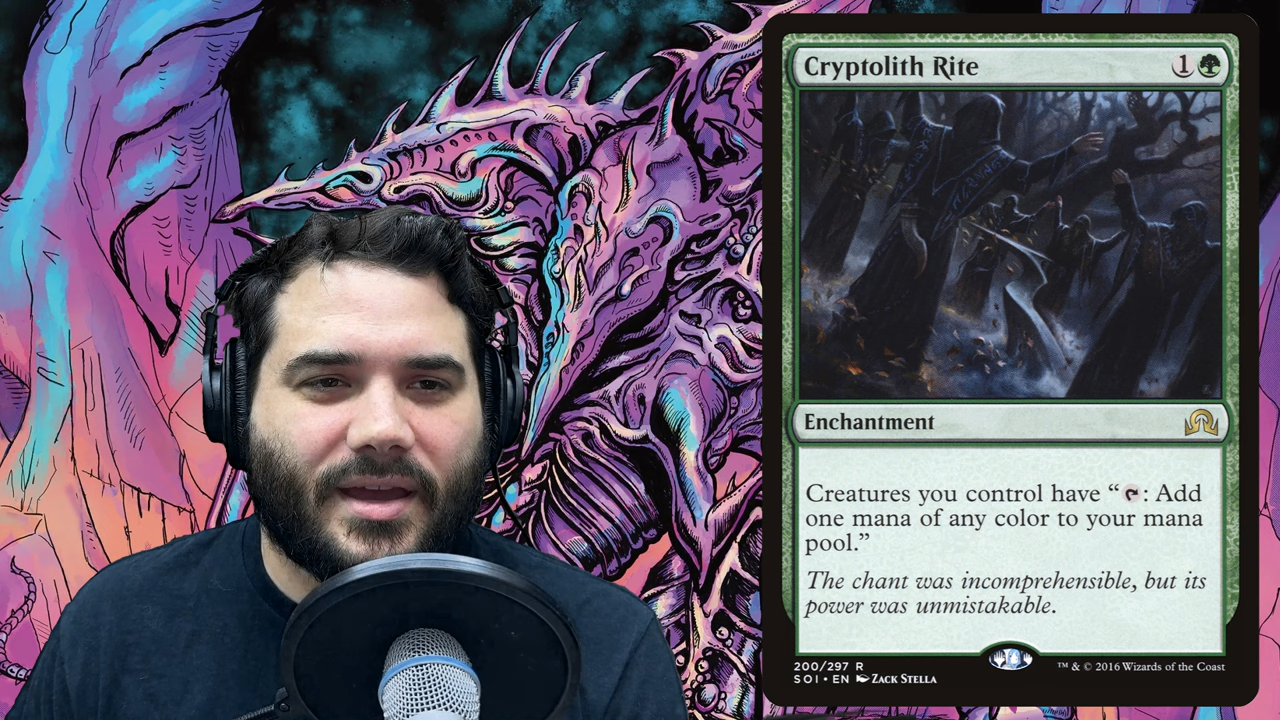 Cryptolith Rite 1
Enchantment
Creatures you control have “: Add
one mana of any color to your mana
pool.”
The chant was incomprehensible, but its
power was unmistakable.
200/297 R
SOI • EN Zack Stella
™ & © 2016 Wizards of the Coast